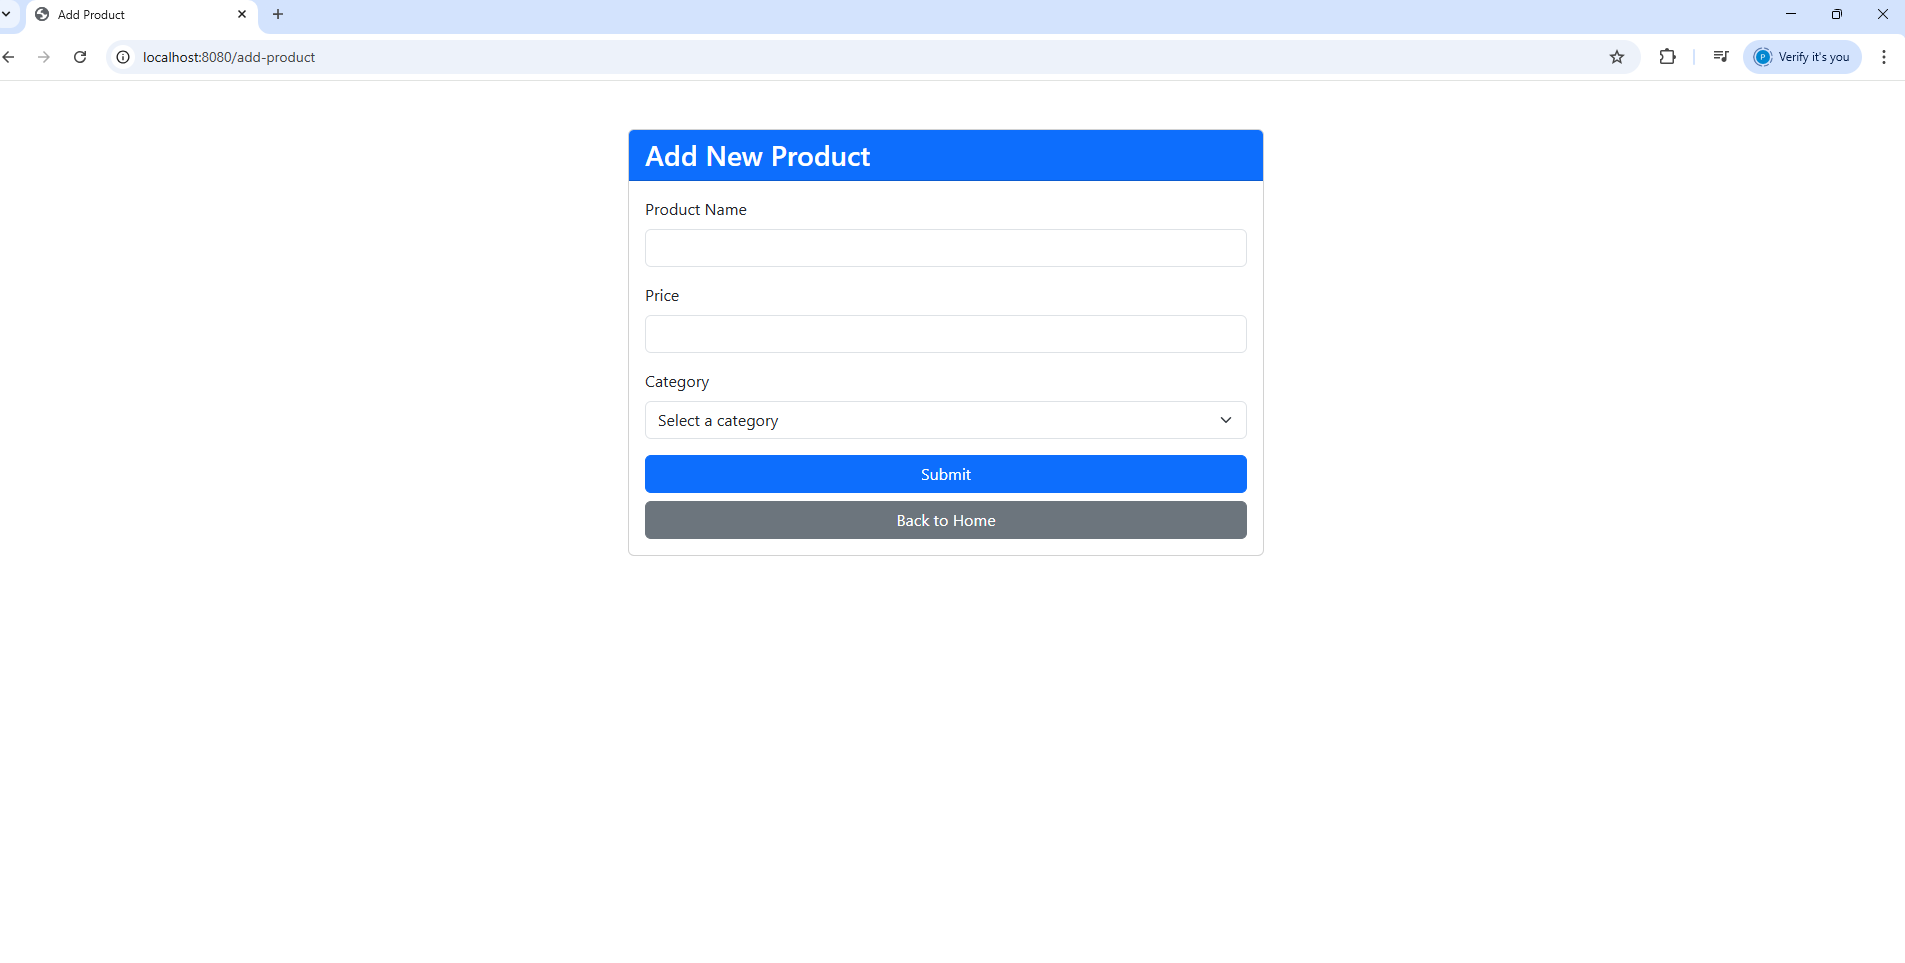 Add Product
localhost:8080/add-product
P Verify it's you
Add New Product
Product Name
Price
Category
Select a category
Submit
Back to Home